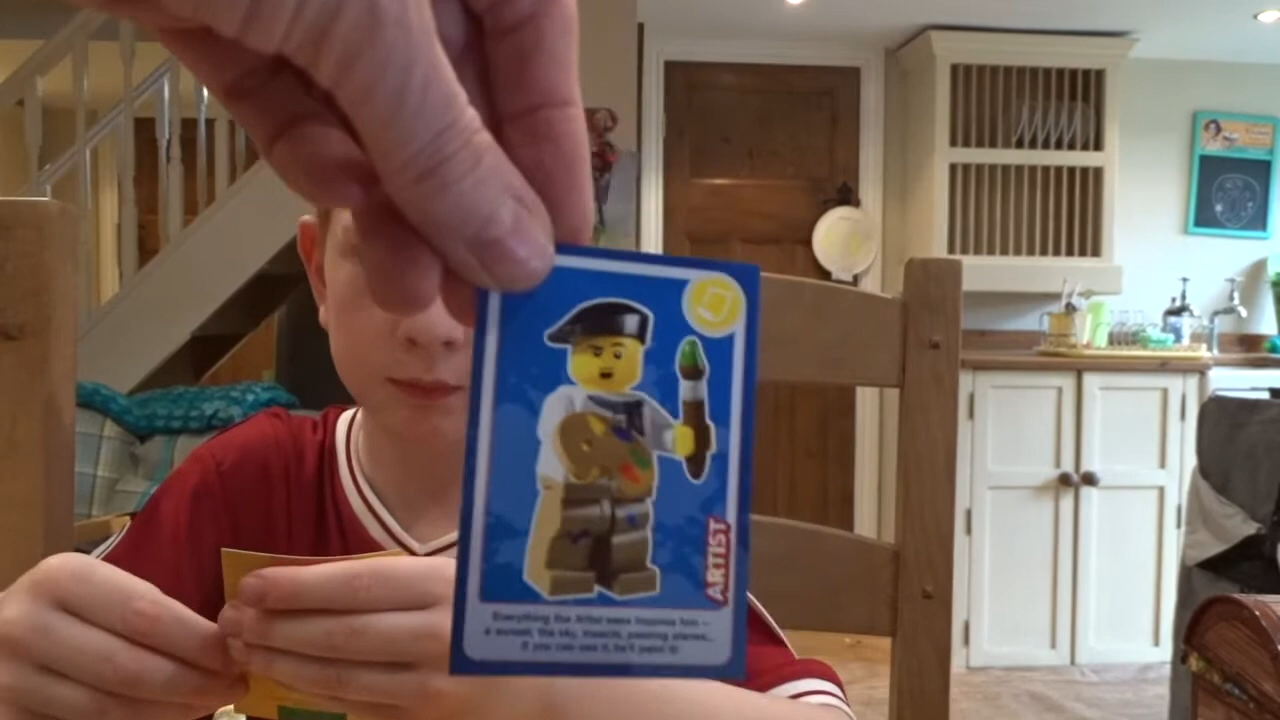 ARTIST
Everything the Artist sees inspires him –
a sunset, the sky, insects, passing planes...
If you can see it, he'll paint it!